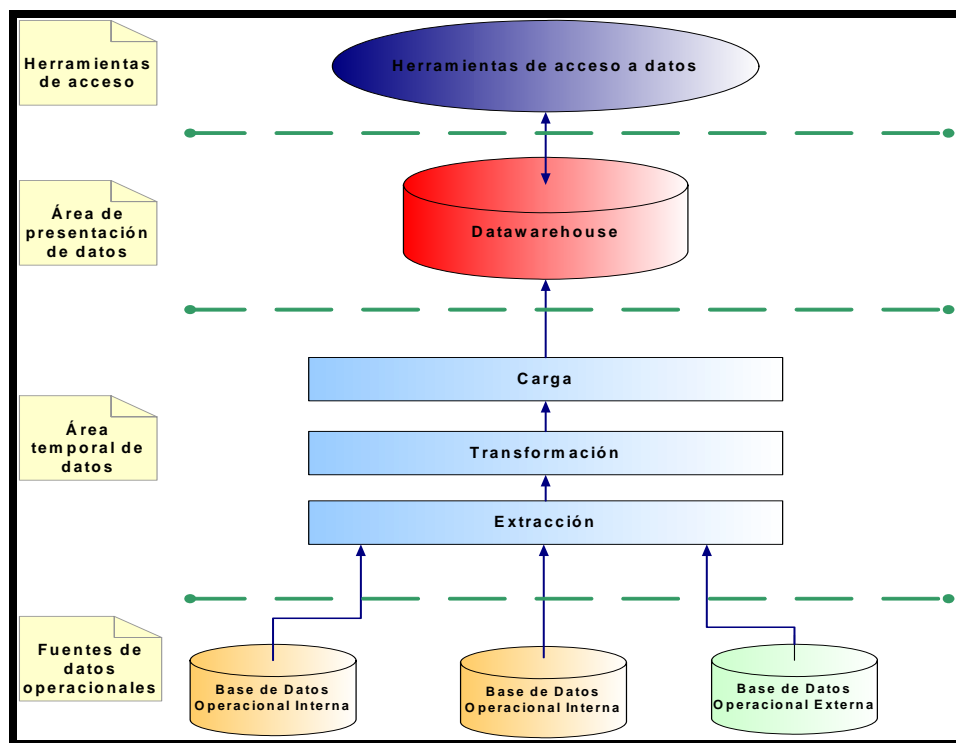 Herramientas
de acceso
Herramientas de acceso a datos
Área de
presentación
de datos
Datawarehouse
Carga
Área
temporal de
datos
Transformación
Extracción
Fuentes de
datos
operacionales
Base de Datos
Operacional Interna
Base de Datos
Operacional Interna
Base de Datos
Operacional Externa